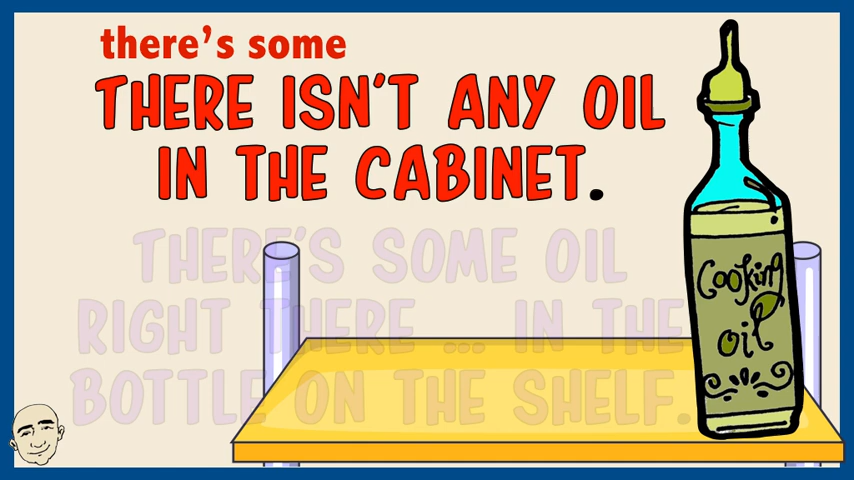 there's some
THERE ISN'T ANY OIL
IN THE CABINET.
THERE'S SOME OIL
RIGHT THERE ... IN THE
BOTTLE ON THE SHELF.
Cooking
oil